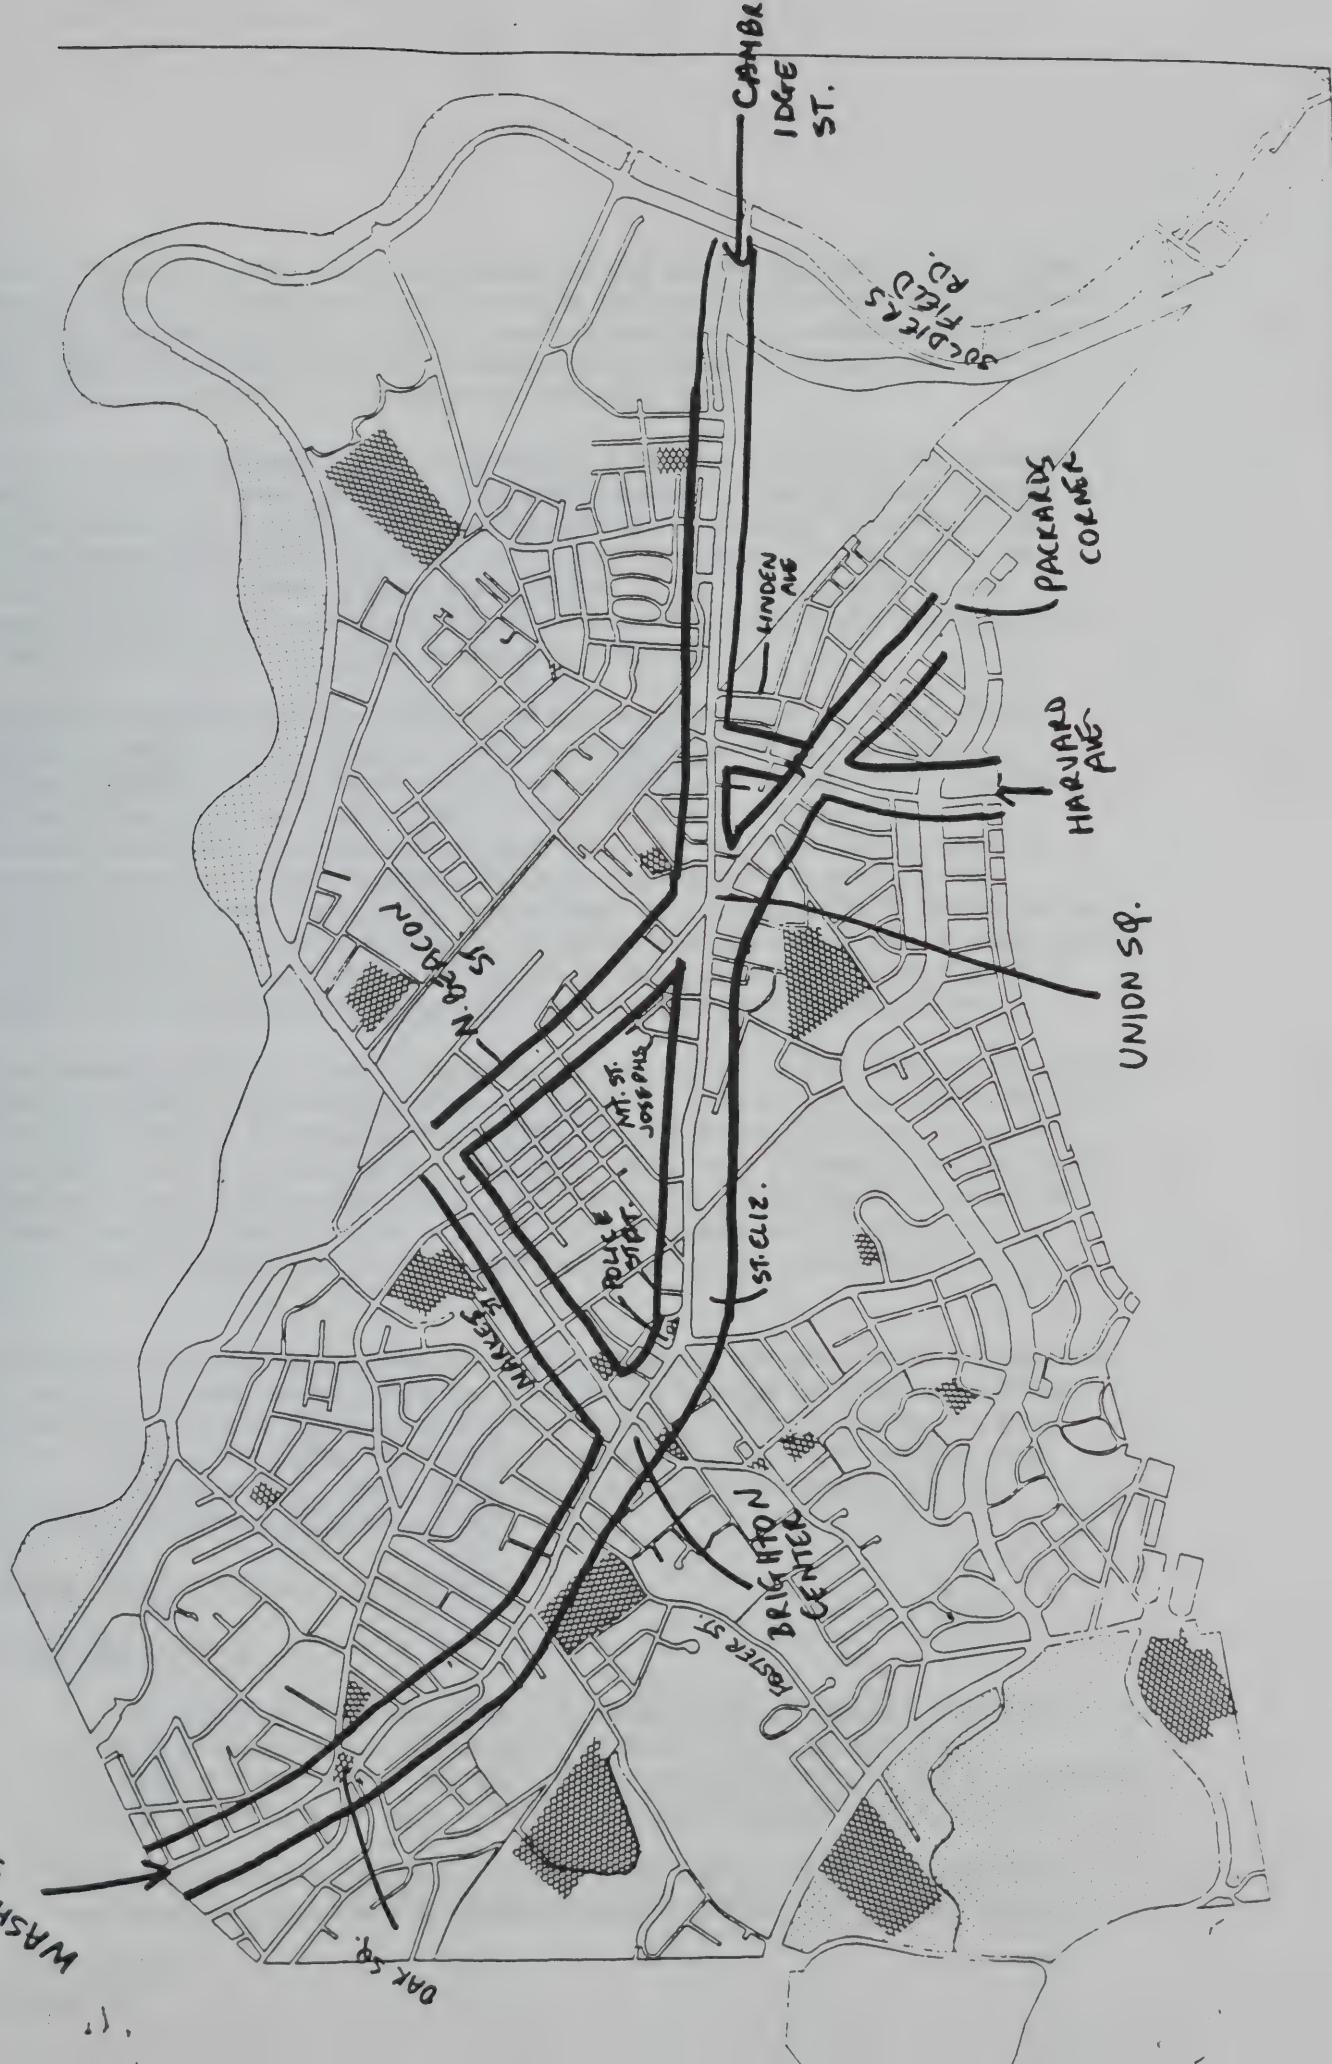 CAMBR
IDGE
ST.
SOLDIERS
FIELD
RD.
PACKARDS
CORNER
LINDEN
AVE
HARVARD
AVE
UNION SQ.
N. BEACON
ST
MT. ST.
JOSEPHS
POLICE
STAT.
ST. ELIZ.
MARKET ST
BRIGHTON
CENTER
FOSTER ST.
OAK SQ.
WASH